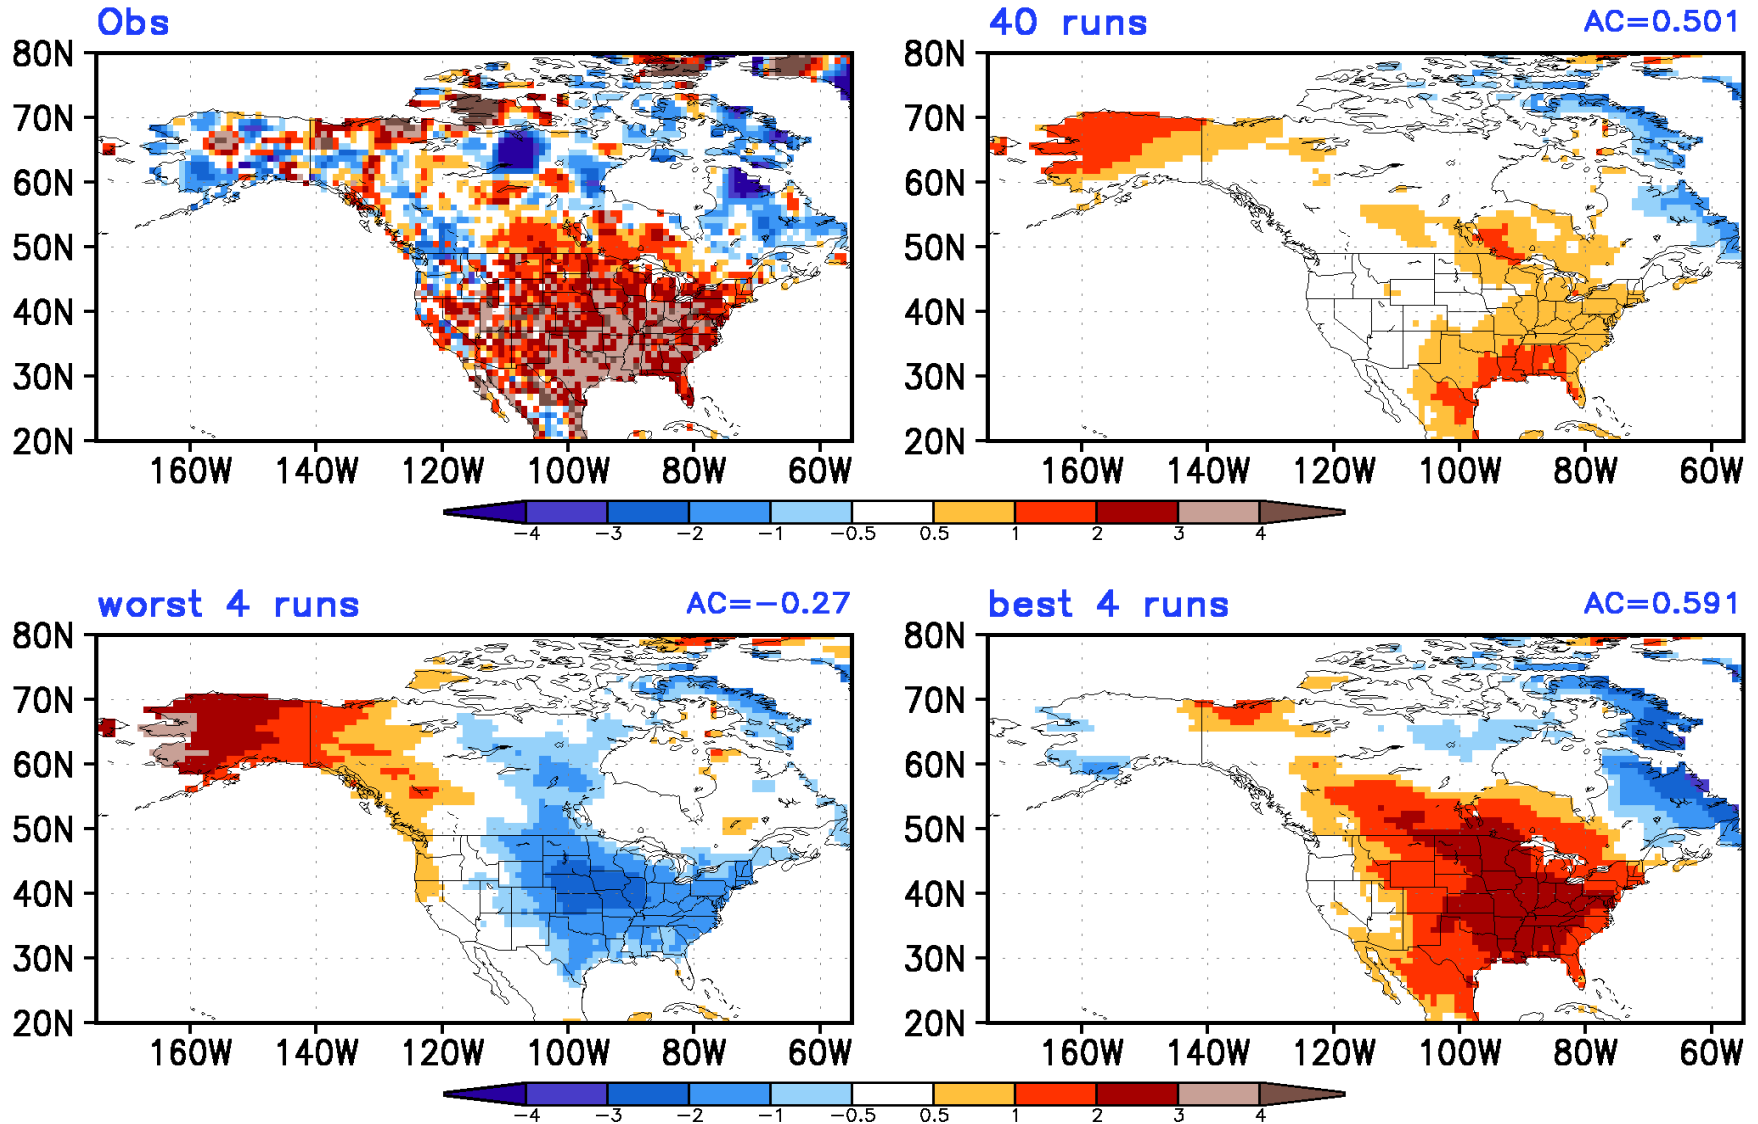 Obs
40 runs AC=0.501
80N 80N
70N 70N
60N 60N
50N 50N
40N 40N
30N 30N
20N 20N
160W 140W 120W 100W 80W 60W 160W 140W 120W 100W 80W 60W
-4 -3 -2 -1 -0.5 0.5 1 2 3 4
worst 4 runs AC=-0.27
best 4 runs AC=0.591
80N 80N
70N 70N
60N 60N
50N 50N
40N 40N
30N 30N
20N 20N
160W 140W 120W 100W 80W 60W 160W 140W 120W 100W 80W 60W
-4 -3 -2 -1 -0.5 0.5 1 2 3 4